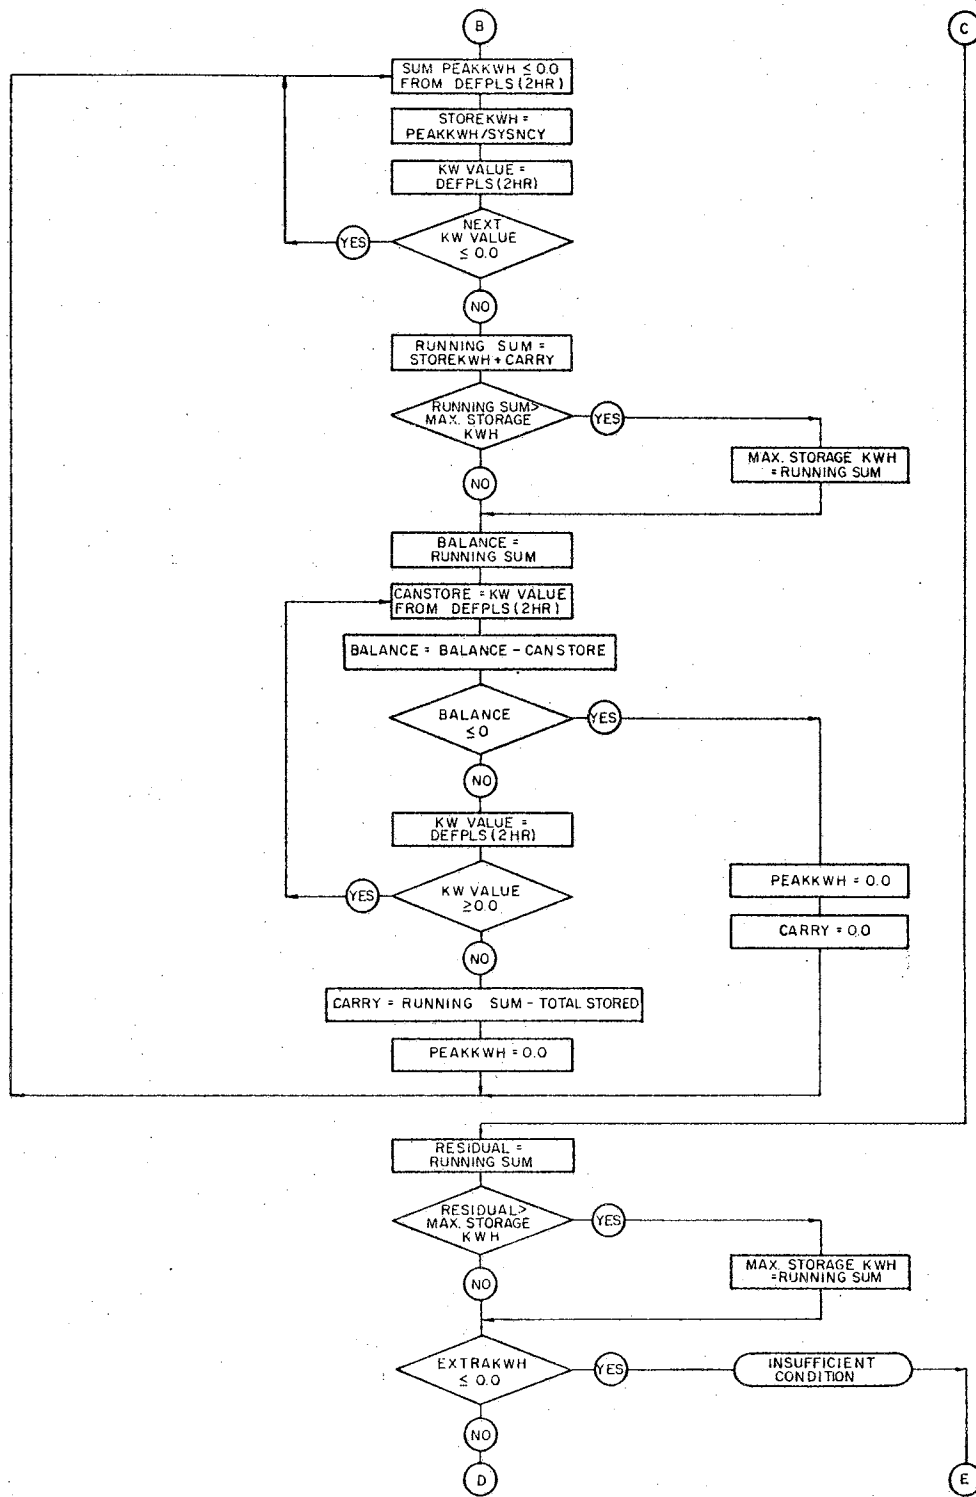 B
C
SUM PEAKKWH ≤ 0.0
FROM DEFPLS(2HR)
STOREKWH =
PEAKKWH/SYSNCY
KW VALUE =
DEFPLS(2HR)
NEXT
KW VALUE
≤ 0.0
YES
NO
RUNNING SUM =
STOREKWH + CARRY
RUNNING SUM>
MAX. STORAGE
KWH
YES
MAX. STORAGE KWH
= RUNNING SUM
NO
BALANCE =
RUNNING SUM
CANSTORE = KW VALUE
FROM DEFPLS(2HR)
BALANCE = BALANCE - CANSTORE
BALANCE
≤ 0
YES
NO
KW VALUE =
DEFPLS(2HR)
KW VALUE
≥ 0.0
YES
PEAKKWH = 0.0
CARRY = 0.0
NO
CARRY = RUNNING SUM - TOTAL STORED
PEAKKWH = 0.0
RESIDUAL =
RUNNING SUM
RESIDUAL>
MAX. STORAGE
KWH
YES
MAX. STORAGE KWH
=RUNNING SUM
NO
EXTRAKWH
≤ 0.0
YES
INSUFFICIENT
CONDITION
NO
D
E